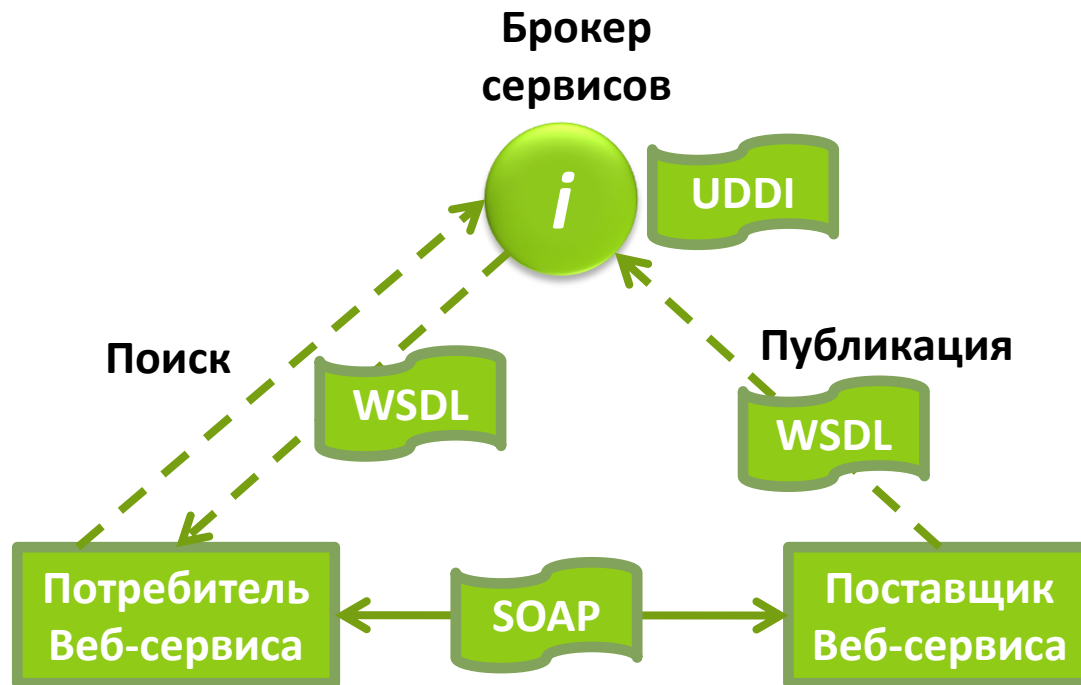 Брокер
сервисов
i
UDDI
Поиск
Публикация
WSDL
WSDL
Потребитель
Веб-сервиса
SOAP
Поставщик
Веб-сервиса